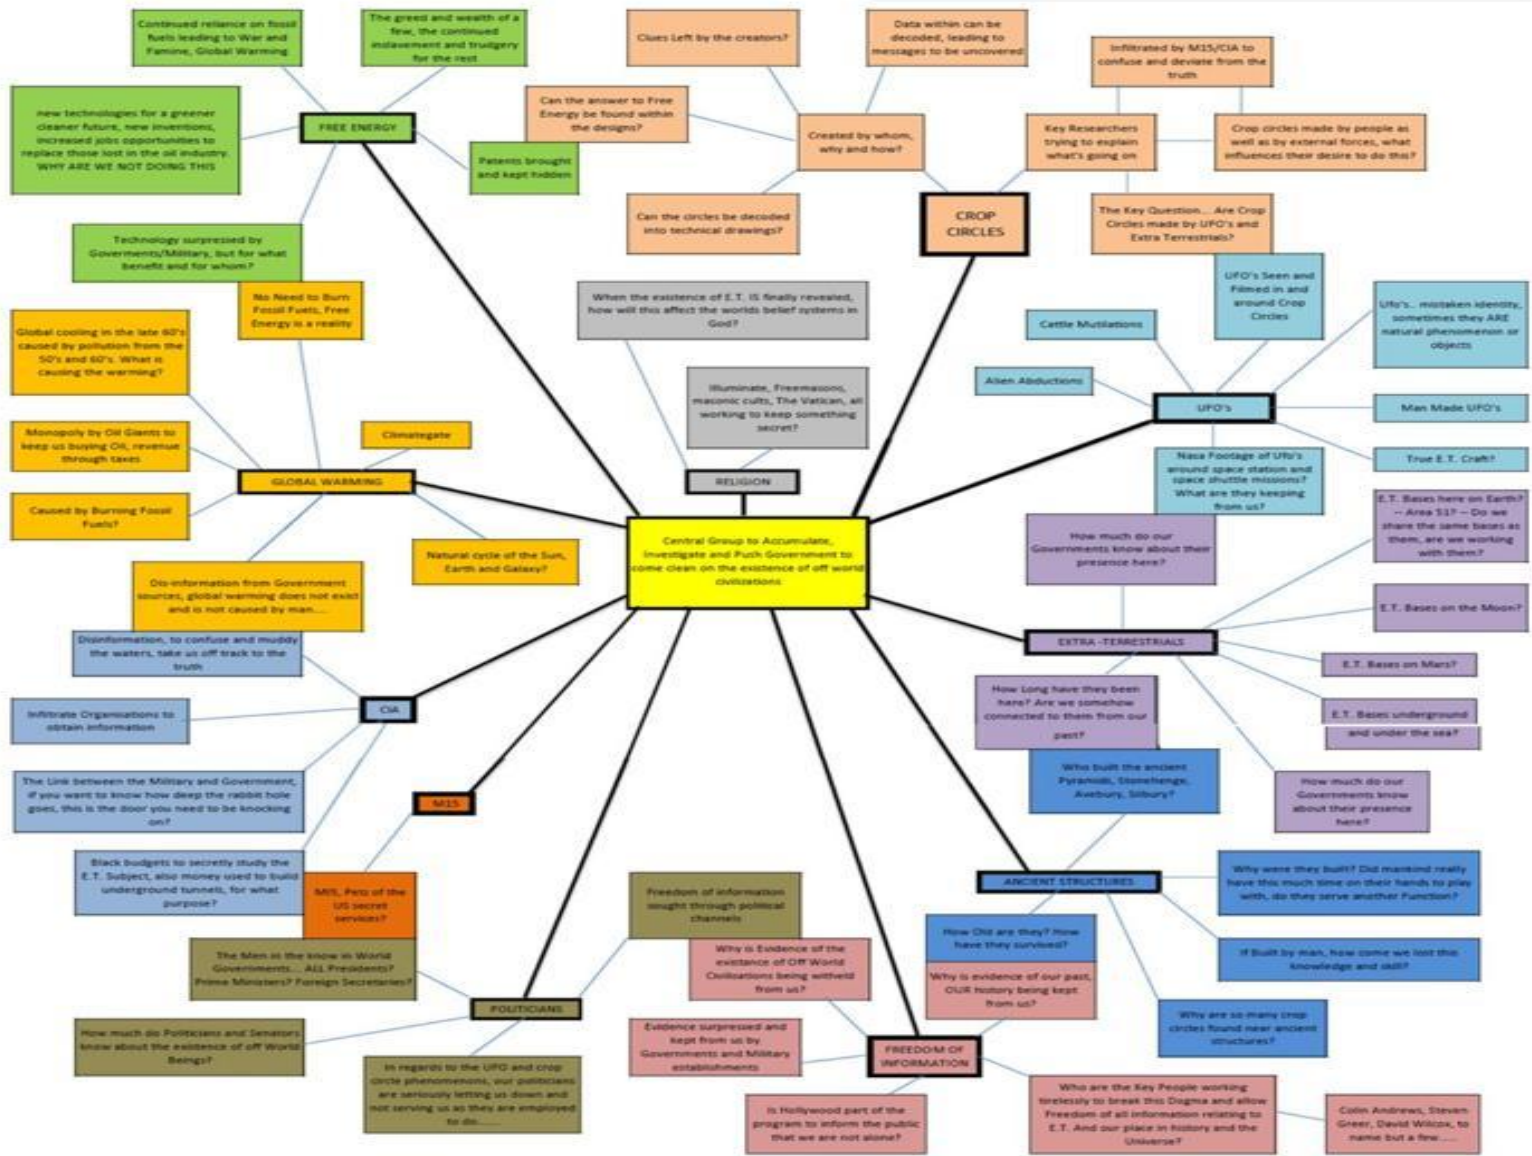 Continued reliance on fossil
fuels leading to War and
Famine, Global Warming
The greed and wealth of a
few, the continued
inslavement and trudgery
for the rest
new technologies for a greener
cleaner future, new inventions,
increased jobs opportunities to
replace those lost in the oil industry.
WHY ARE WE NOT DOING THIS
FREE ENERGY
Patents brought
and kept hidden
Technology surpressed by
Goverments/Military, but for what
benefit and for whom?
Clues Left by the creators?
Data within can be
decoded, leading to
messages to be uncovered
Can the answer to Free
Energy be found within
the designs?
Created by whom,
why and how?
Can the circles be decoded
into technical drawings?
Infiltrated by M15/CIA to
confuse and deviate from the
truth
Key Researchers
trying to explain
what's going on
Crop circles made by people as
well as by external forces, what
influences their desire to do this?
CROP
CIRCLES
The Key Question... Are Crop
Circles made by UFO's and
Extra Terrestrials?
No Need to Burn
Fossil Fuels, Free
Energy is a reality
Global cooling in the late 60's
caused by pollution from the
50's and 60's. What is
causing the warming?
Monopoly by Oil Giants to
keep us buying Oil, revenue
through taxes
Climategate
GLOBAL WARMING
Caused by Burning Fossil
Fuels?
Natural cycle of the Sun,
Earth and Galaxy?
Dis-information from Government
sources, global warming does not exist
and is not caused by man....
When the existence of E.T. IS finally revealed,
how will this affect the worlds belief systems in
God?
Illuminate, Freemasons,
masonic cults, The Vatican, all
working to keep something
secret?
RELIGION
UFO's Seen and
Filmed in and
around Crop
Circles
Cattle Mutilations
Alien Abductions
Ufo's.. mistaken identity,
sometimes they ARE
natural phenomenon or
objects
UFO's
Man Made UFO's
True E.T. Craft?
Nasa Footage of Ufo's
around space station and
space shuttle missions?
What are they keeping
from us?
Central Group to Accumulate,
Investigate and Push Government to
come clean on the existence of off world
civilizations
How much do our
Governments know about their
presence here?
E.T. Bases here on Earth?
-- Area 51? -- Do we
share the same bases as
them, are we working
with them?
E.T. Bases on the Moon?
EXTRA -TERRESTRIALS
E.T. Bases on Mars?
E.T. Bases underground
and under the sea?
How Long have they been
here? Are we somehow
connected to them from our
past?
How much do our
Governments know
about their presence
here?
Disinformation, to confuse and muddy
the waters, take us off track to the
truth
CIA
Infiltrate Organisations to
obtain information
The Link between the Military and Government,
if you want to know how deep the rabbit hole
goes, this is the door you need to be knocking
on?
Black budgets to secretly study the
E.T. Subject, also money used to build
underground tunnels, for what
purpose?
M15
MI5, Pets of the
US secret
services?
The Men in the know in World
Governments... ALL Presidents?
Prime Ministers? Foreign Secretaries?
POLITICIANS
How much do Politicians and Senators
know about the existence of off World
Beings?
In regards to the UFO and crop
circle phenomenons, our politicians
are seriously letting us down and
not serving us as they are employed
to do......
Freedom of information
sought through political
channels
Who built the ancient
Pyramids, Stonehenge,
Avebury, Silbury?
ANCIENT STRUCTURES
Why were they built? Did mankind really
have this much time on their hands to play
with, do they serve another Function?
If Built by man, how come we lost this
knowledge and skill?
Why are so many crop
circles found near ancient
structures?
How Old are they? How
have they survived?
Why is evidence of our past,
OUR history being kept
from us?
Why is Evidence of the
existance of Off World
Civilisations being witheld
from us?
Evidence surpressed and
kept from us by
Governments and Military
establishments
FREEDOM OF
INFORMATION
Is Hollywood part of the
program to inform the public
that we are not alone?
Who are the Key People working
tirelessly to break this Dogma and allow
Freedom of all information relating to
E.T. And our place in history and the
Universe?
Colin Andrews, Steven
Greer, David Wilcox, to
name but a few.....